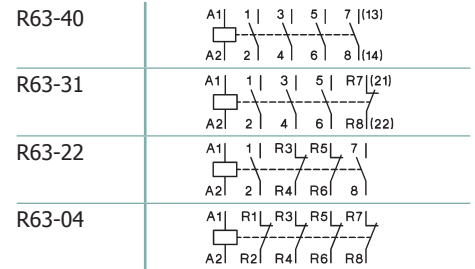 R63-40
A1 1 3 5 7 (13)
A2 2 4 6 8 (14)
R63-31
A1 1 3 5 R7 (21)
A2 2 4 6 R8 (22)
R63-22
A1 1 R3 R5 7
A2 2 R4 R6 8
R63-04
A1 R1 R3 R5 R7
A2 R2 R4 R6 R8